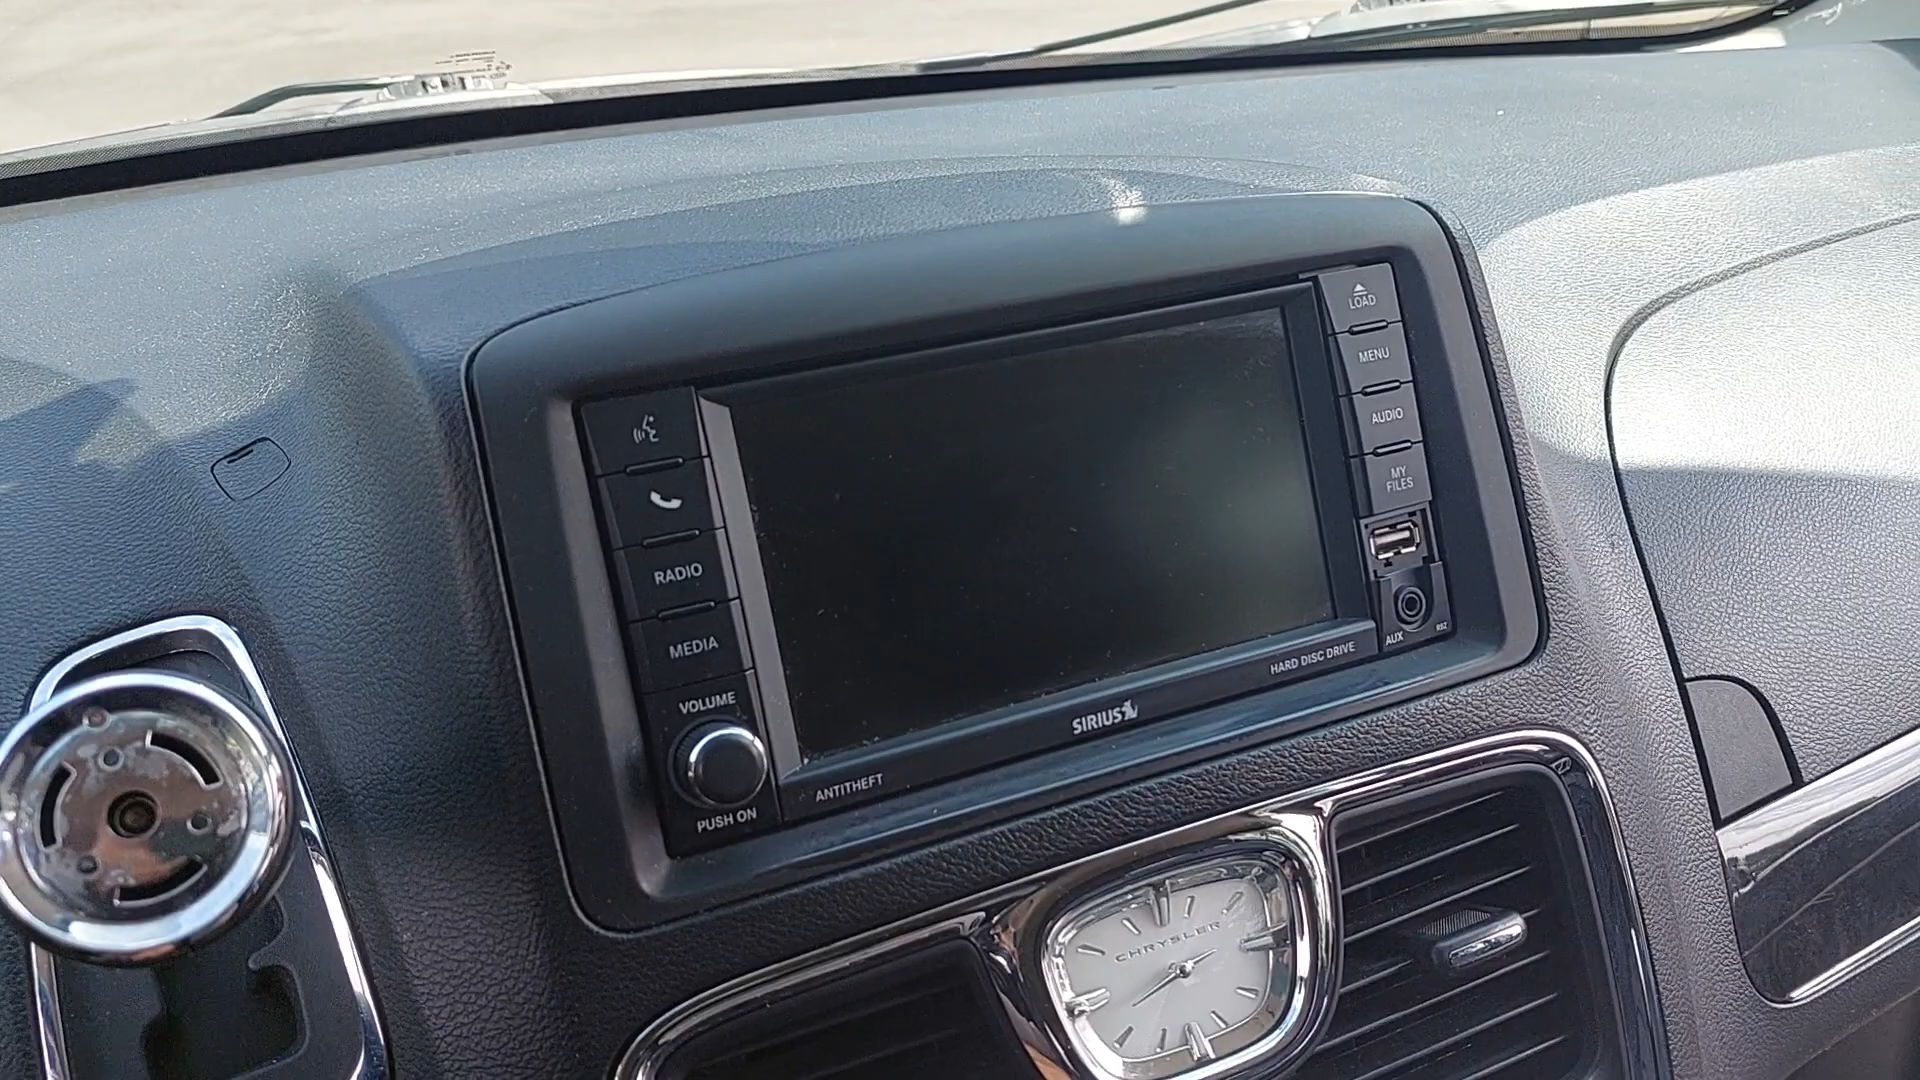 LOAD
MENU
AUDIO
MY
FILES
RADIO
MEDIA
VOLUME
PUSH ON
ANTITHEFT
SIRIUS
HARD DISC DRIVE
AUX
CHRYSLER